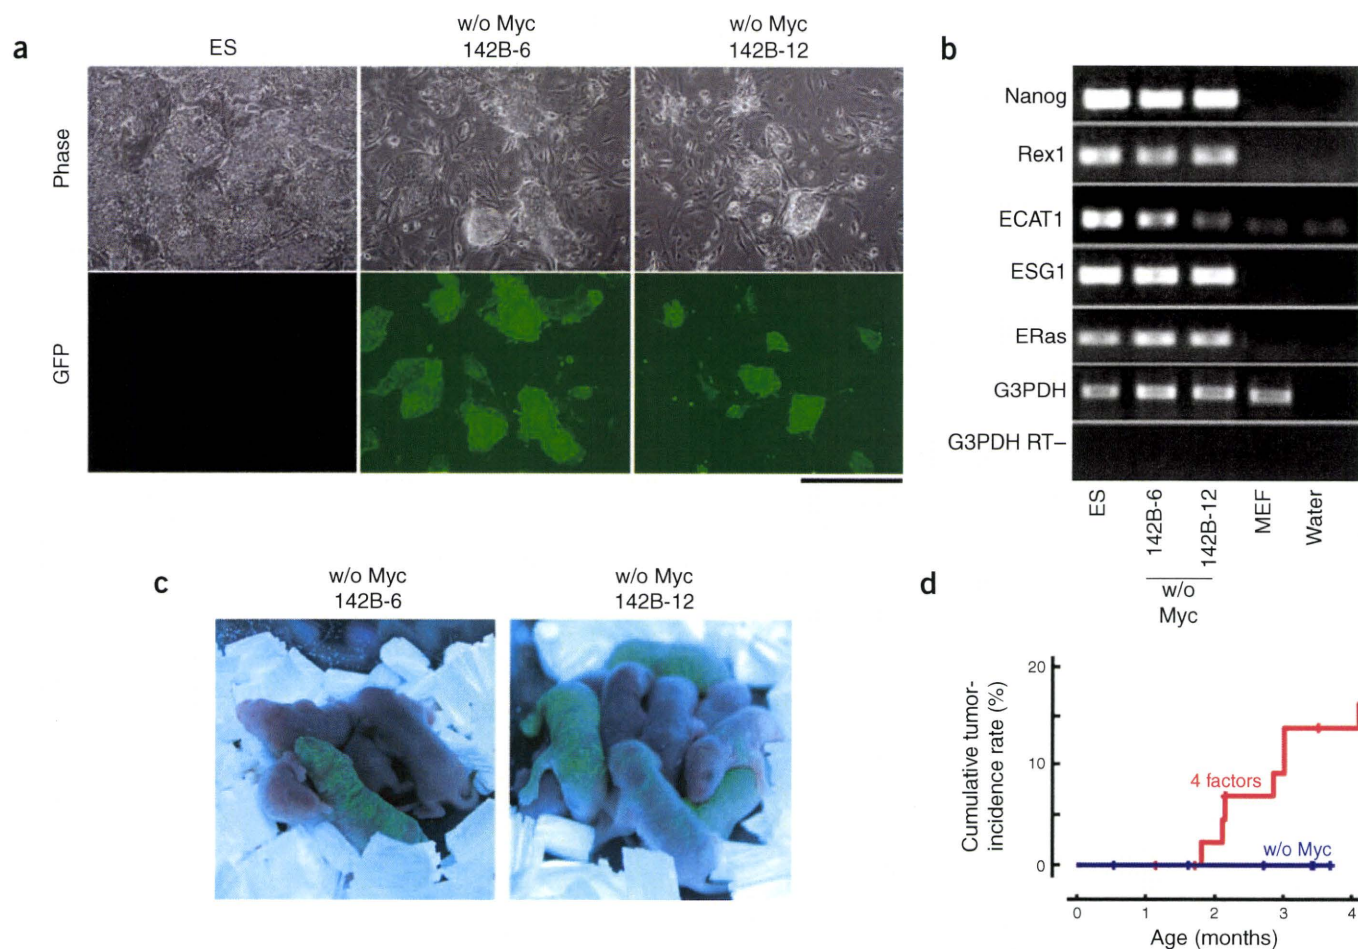 a
ES
w/o Myc
142B-6
w/o Myc
142B-12
Phase
GFP
b
Nanog
Rex1
ECAT1
ESG1
ERas
G3PDH
G3PDH RT–
ES
142B-6
142B-12
MEF
Water
w/o
Myc
c
w/o Myc
142B-6
w/o Myc
142B-12
d
Cumulative tumor-
incidence rate (%)
20
10
0
4 factors
w/o Myc
0
1
2
3
4
Age (months)